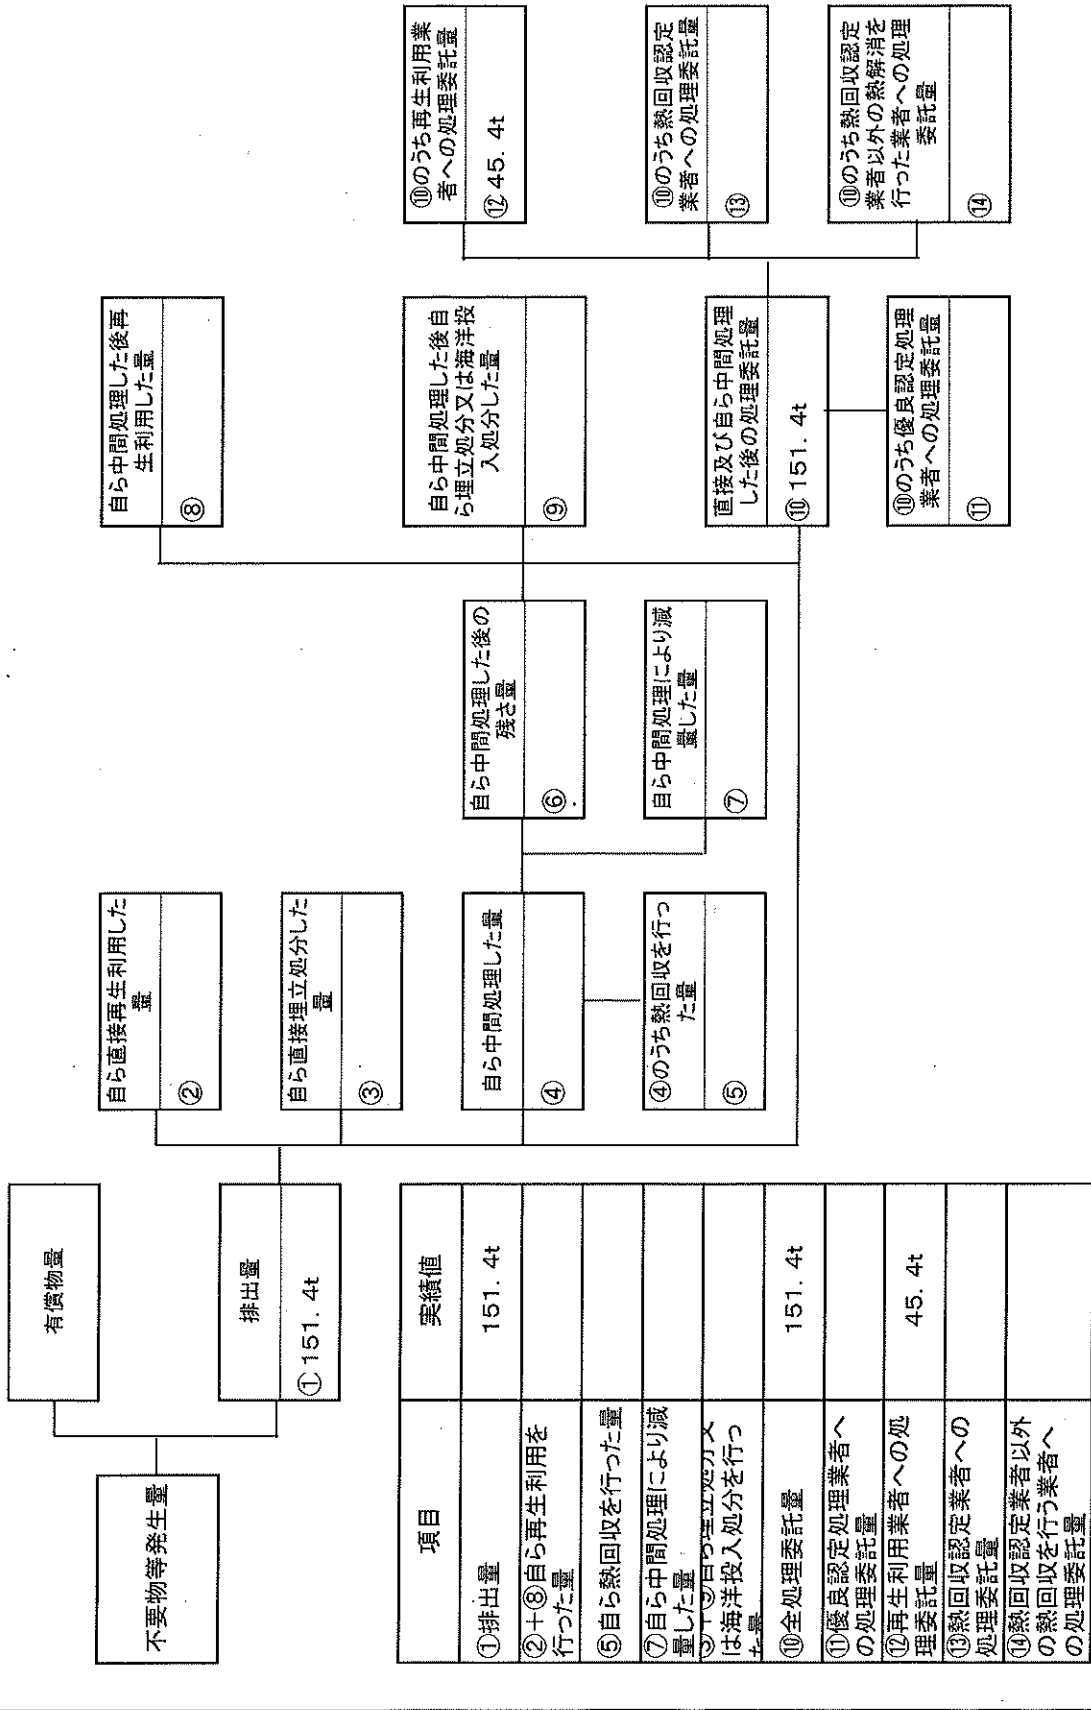 不要物等発生量
有償物量
排出量
①151. 4t
自ら直接再生利用した
量
②
自ら直接埋立処分した
量
③
自ら中間処理した量
④
④のうち熱回収を行っ
た量
⑤
自ら中間処理した後の
残さ量
⑥
自ら中間処理により減
量した量
⑦
自ら中間処理した後再
生利用した量
⑧
自ら中間処理した後自
ら埋立処分又は海洋投
入処分した量
⑨
直接及び自ら中間処理
した後の処理委託量
⑩ 151. 4t
⑩のうち優良認定処理
業者への処理委託量
⑪
⑩のうち再生利用業
者への処理委託量
⑫ 45. 4t
⑩のうち熱回収認定
業者への処理委託量
⑬
⑩のうち熱回収認定
業者以外の熱解消を
行った業者への処理
委託量
⑭
項目 実績値
①排出量 151. 4t
②+⑧自ら再生利用を
行った量
⑤自ら熱回収を行った量
⑦自ら中間処理により減
量した量
③+⑨自ら埋立処分又
は海洋投入処分を行っ
た量
⑩全処理委託量 151. 4t
⑪優良認定処理業者へ
の処理委託量
⑫再生利用業者への処
理委託量 45. 4t
⑬熱回収認定業者への
処理委託量
⑭熱回収認定業者以外
の熱回収を行う業者へ
の処理委託量